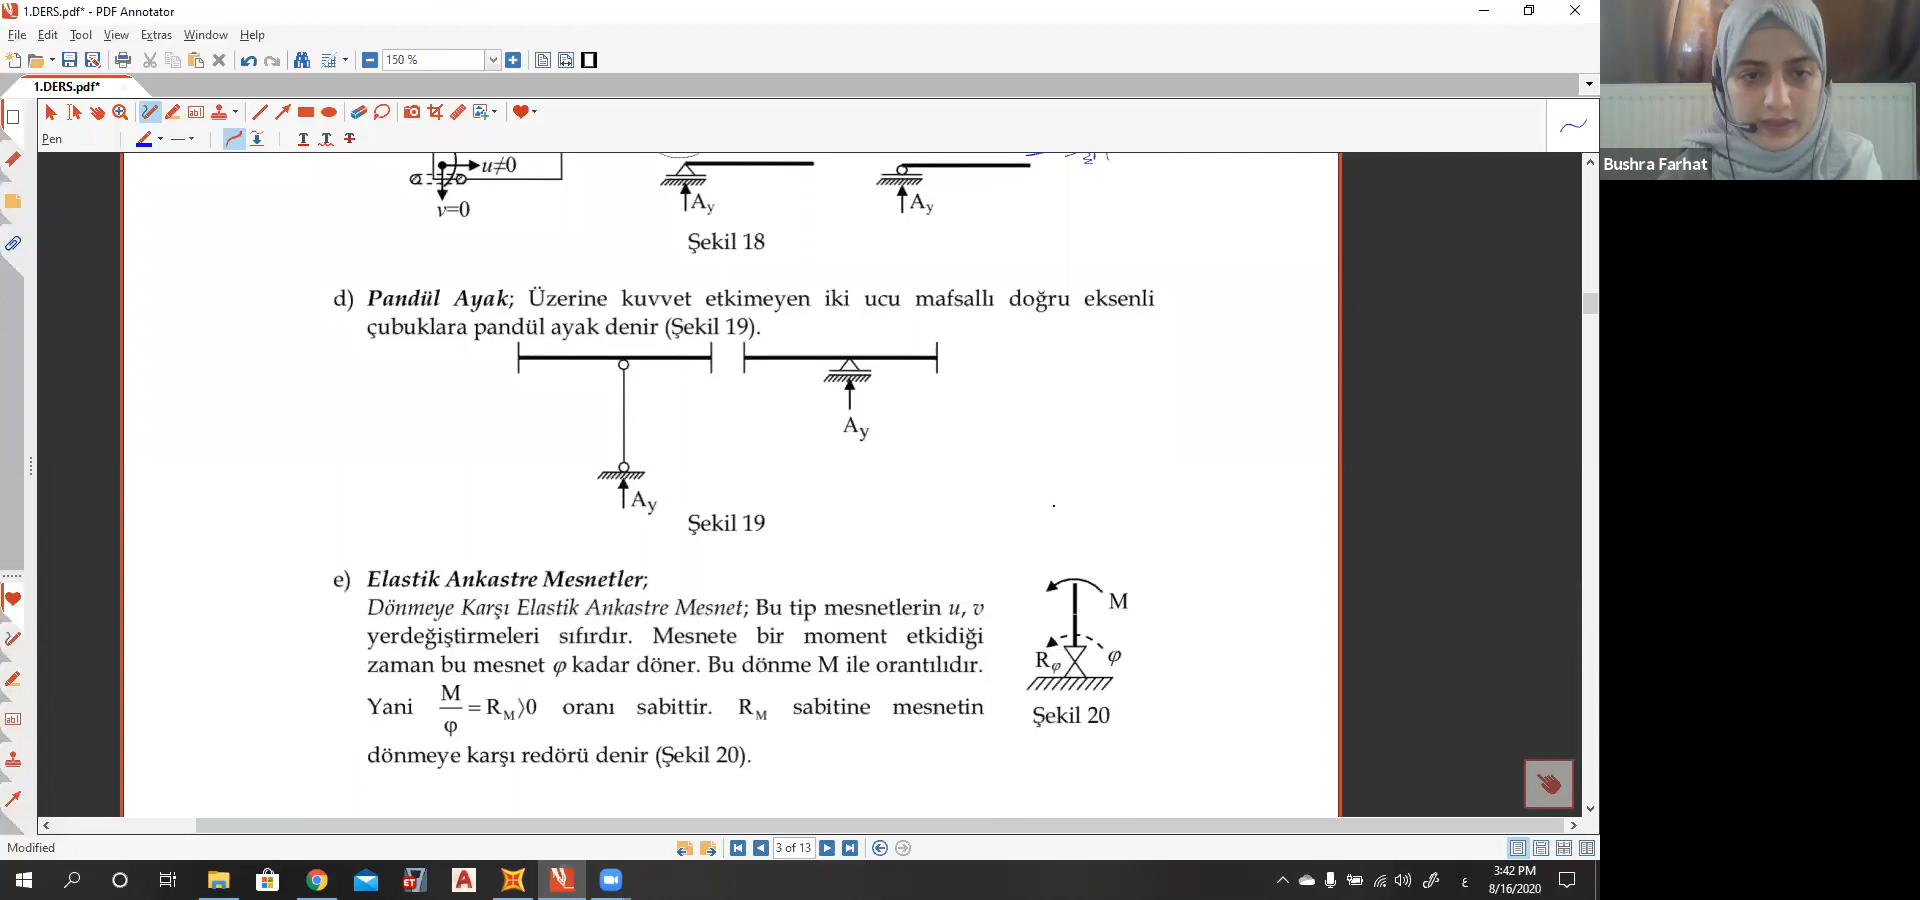 1.DERS.pdf* - PDF Annotator
File Edit Tool View Extras Window Help
150 %
1.DERS.pdf*
Pen
u≠0
v=0
Ay
Ay
Şekil 18
d) Pandül Ayak; Üzerine kuvvet etkimeyen iki ucu mafsallı doğru eksenli
çubuklara pandül ayak denir (Şekil 19).
Ay
Ay
Şekil 19
e) Elastik Ankastre Mesnetler;
Dönmeye Karşı Elastik Ankastre Mesnet; Bu tip mesnetlerin u, v
yerdeğiştirmeleri sıfırdır. Mesnete bir moment etkidiği
zaman bu mesnet φ kadar döner. Bu dönme M ile orantılıdır.
Yani M/φ = R_M⟩0 oranı sabittir. R_M sabitine mesnetin
dönmeye karşı redörü denir (Şekil 20).
M
Rφ φ
Şekil 20
Modified
3 of 13
Bushra Farhat
ET
ع
3:42 PM
8/16/2020